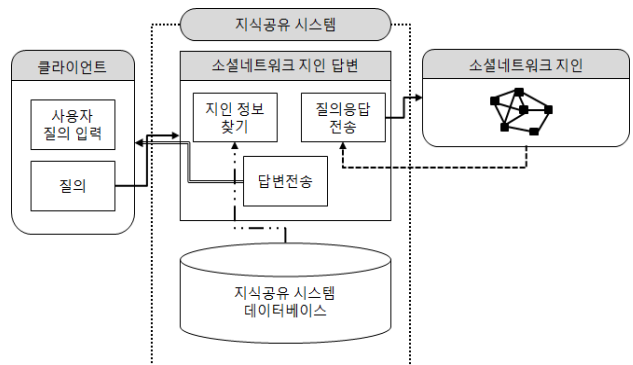 지식공유 시스템
클라이언트
사용자
질의 입력
질의
소셜네트워크 지인 답변
지인 정보
찾기
질의응답
전송
답변전송
소셜네트워크 지인
지식공유 시스템
데이터베이스